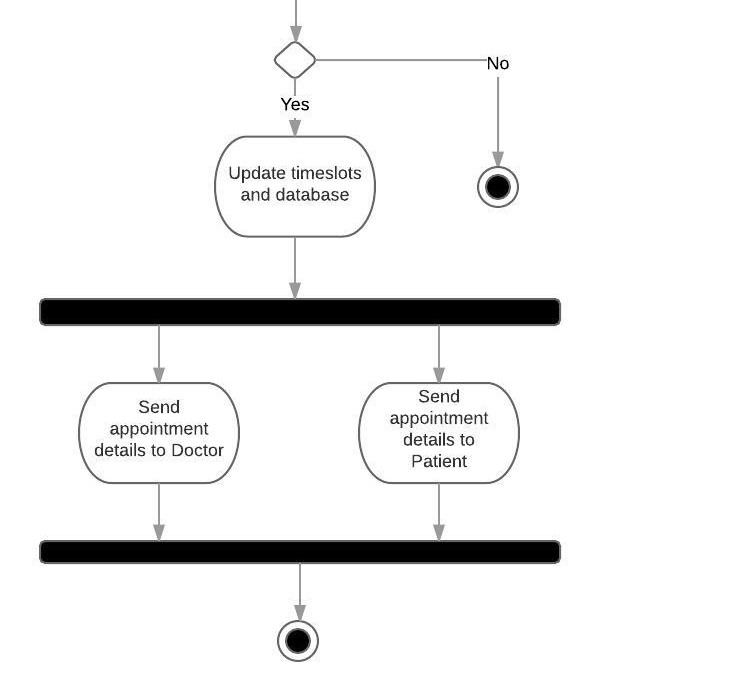 No
Yes
Update timeslots
and database
Send
appointment
details to Doctor
Send
appointment
details to
Patient